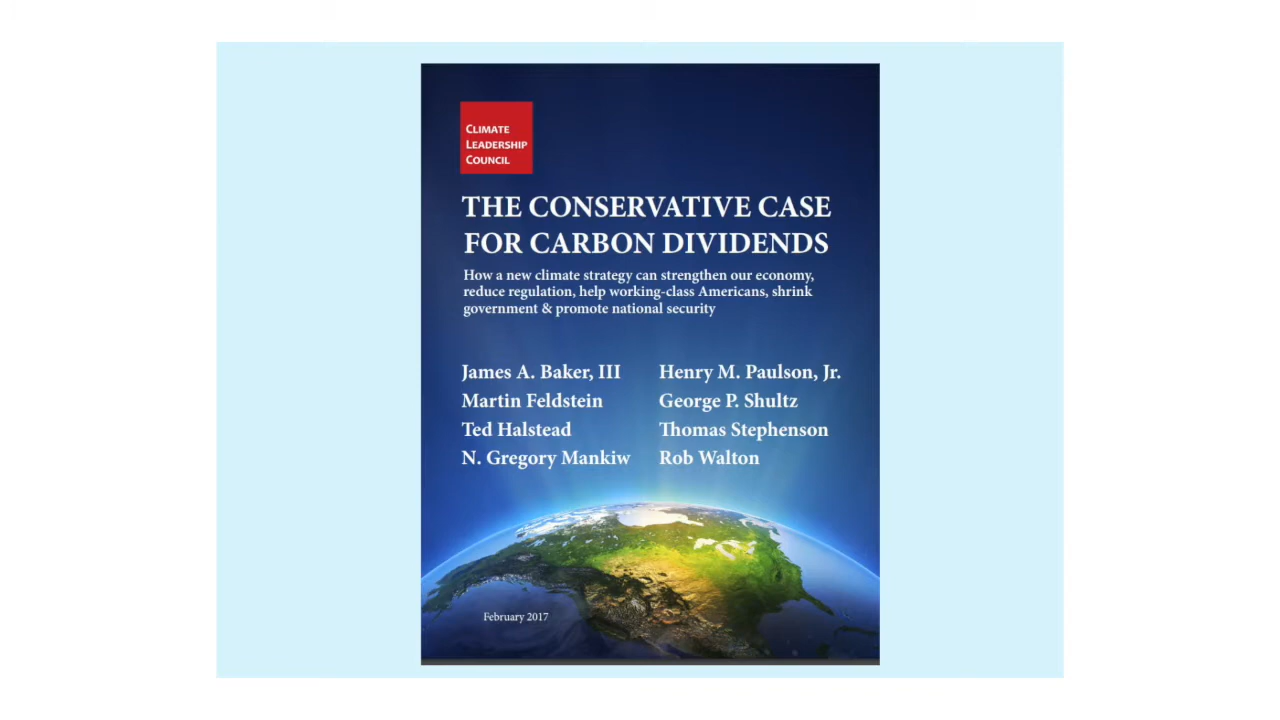 CLIMATE
LEADERSHIP
COUNCIL
THE CONSERVATIVE CASE
FOR CARBON DIVIDENDS
How a new climate strategy can strengthen our economy,
reduce regulation, help working-class Americans, shrink
government & promote national security
James A. Baker, III
Martin Feldstein
Ted Halstead
N. Gregory Mankiw
Henry M. Paulson, Jr.
George P. Shultz
Thomas Stephenson
Rob Walton
February 2017